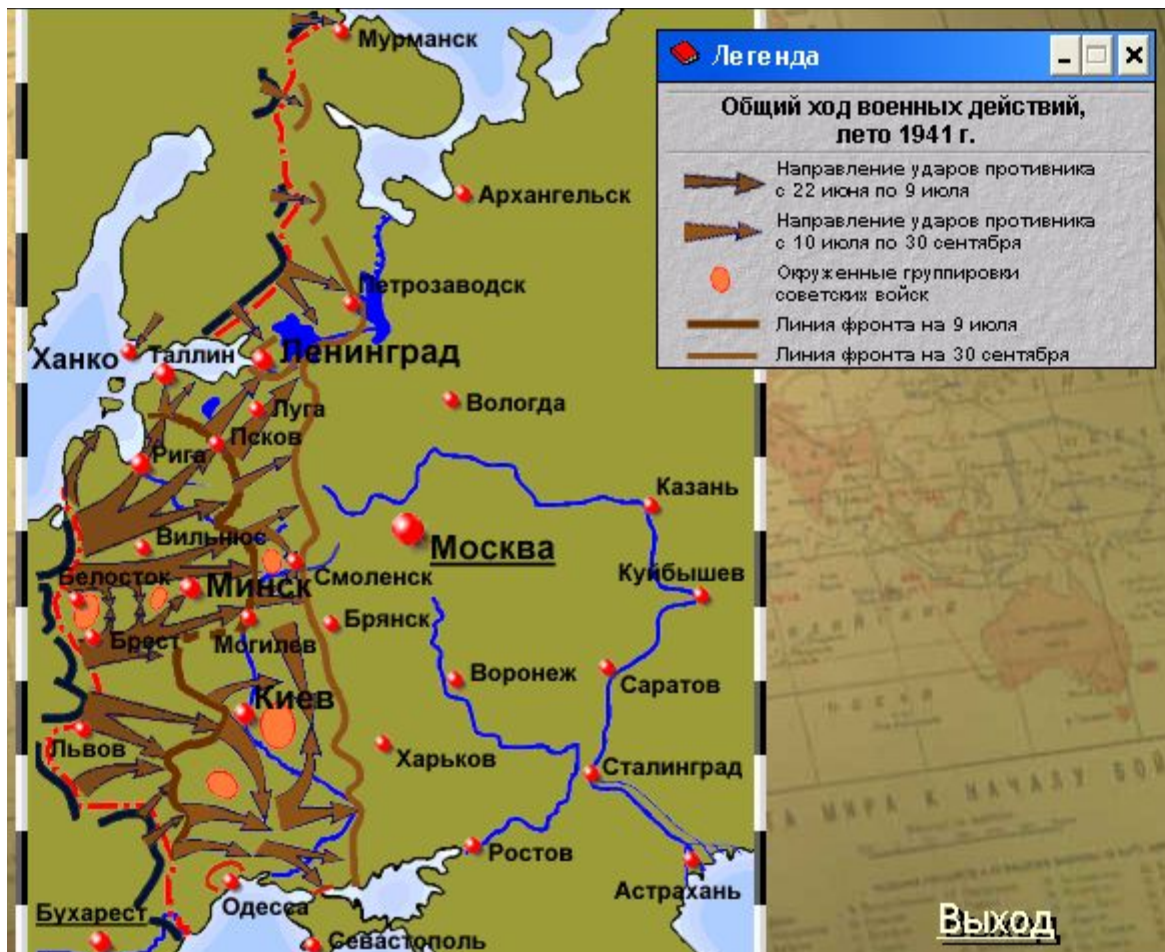 Мурманск
Архангельск
Петрозаводск
Ханко
Таллин
Ленинград
Луга
Вологда
Псков
Рига
Казань
Вильнюс
Москва
Белосток
Минск
Смоленск
Куйбышев
Брест
Могилев
Брянск
Воронеж
Саратов
Киев
Львов
Харьков
Сталинград
Ростов
Астрахань
Одесса
Бухарест
Севастополь
Легенда
Общий ход военных действий,
лето 1941 г.
Направление ударов противника
с 22 июня по 9 июля
Направление ударов противника
с 10 июля по 30 сентября
Окруженные группировки
советских войск
Линия фронта на 9 июля
Линия фронта на 30 сентября
А МИРА К НАЧАЛУ ВОЙ
Выход